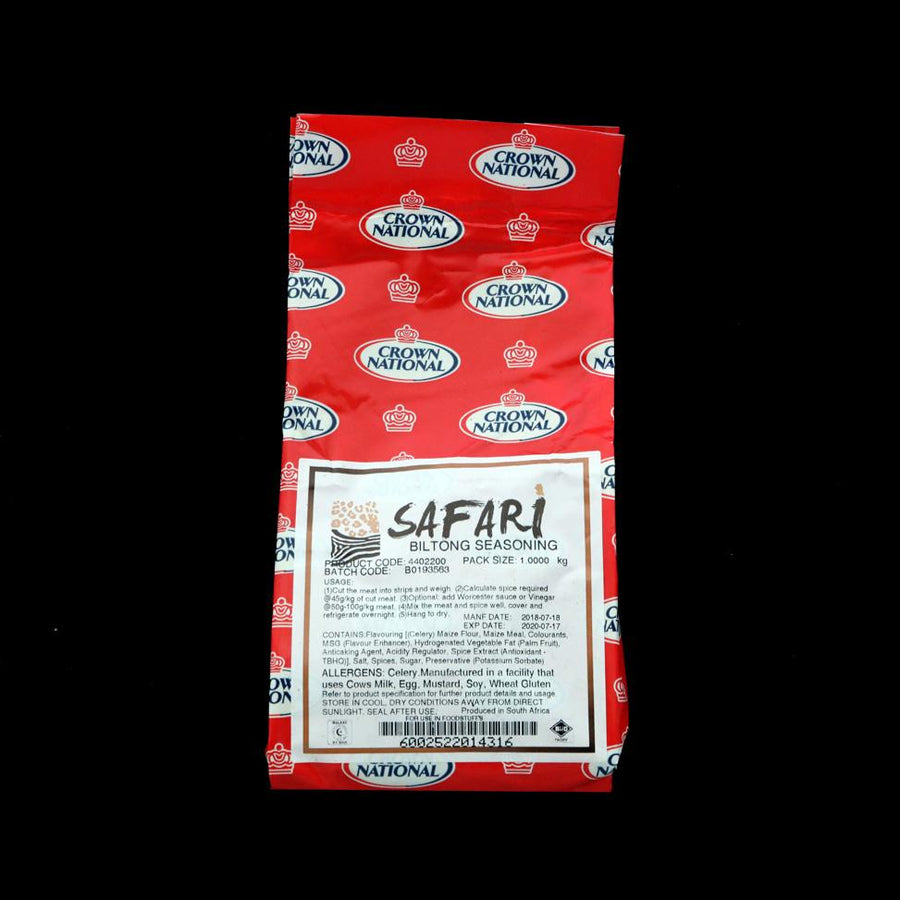 CROWN
NATIONAL
CROWN
NATIONAL
CROWN
NATIONAL
CROWN
NATIONAL
CROWN
NATIONAL
CROWN
NATIONAL
CROWN
NATIONAL
CROWN
NATIONAL
SAFARI
BILTONG SEASONING
PRODUCT CODE: 4402200 PACK SIZE: 1.0000 kg
BATCH CODE: B0193563
USAGE:
(1)Cut the meat into strips and weigh. (2)Calculate spice required
@45g/kg of cut meat. (3)Optional: add Worcester sauce or Vinegar
@50g-100g/kg meat. (4)Mix the meat and spice well, cover and
refrigerate overnight. (5)Hang to dry.
MANF DATE: 2018-07-18
EXP DATE: 2020-07-17
CONTAINS:Flavouring [(Celery) Maize Flour, Maize Meal, Colourants,
MSG (Flavour Enhancer), Hydrogenated Vegetable Fat (Palm Fruit),
Anticaking Agent, Acidity Regulator, Spice Extract (Antioxidant -
TBHQ)], Salt, Spices, Sugar, Preservative (Potassium Sorbate)
ALLERGENS: Celery.Manufactured in a facility that
uses Cows Milk, Egg, Mustard, Soy, Wheat Gluten
Refer to product specification for further product details and usage.
STORE IN COOL, DRY CONDITIONS AWAY FROM DIRECT
SUNLIGHT. SEAL AFTER USE. Produced in South Africa
FOR USE IN FOODSTUFFS
6002522014316
CROWN
NATIONAL